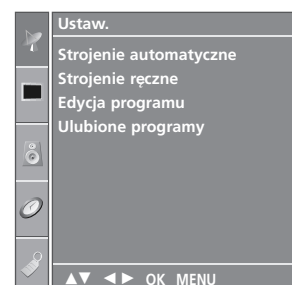 Ustaw.
Strojenie automatyczne
Strojenie ręczne
Edycja programu
Ulubione programy
▲▼ ◄► OK MENU